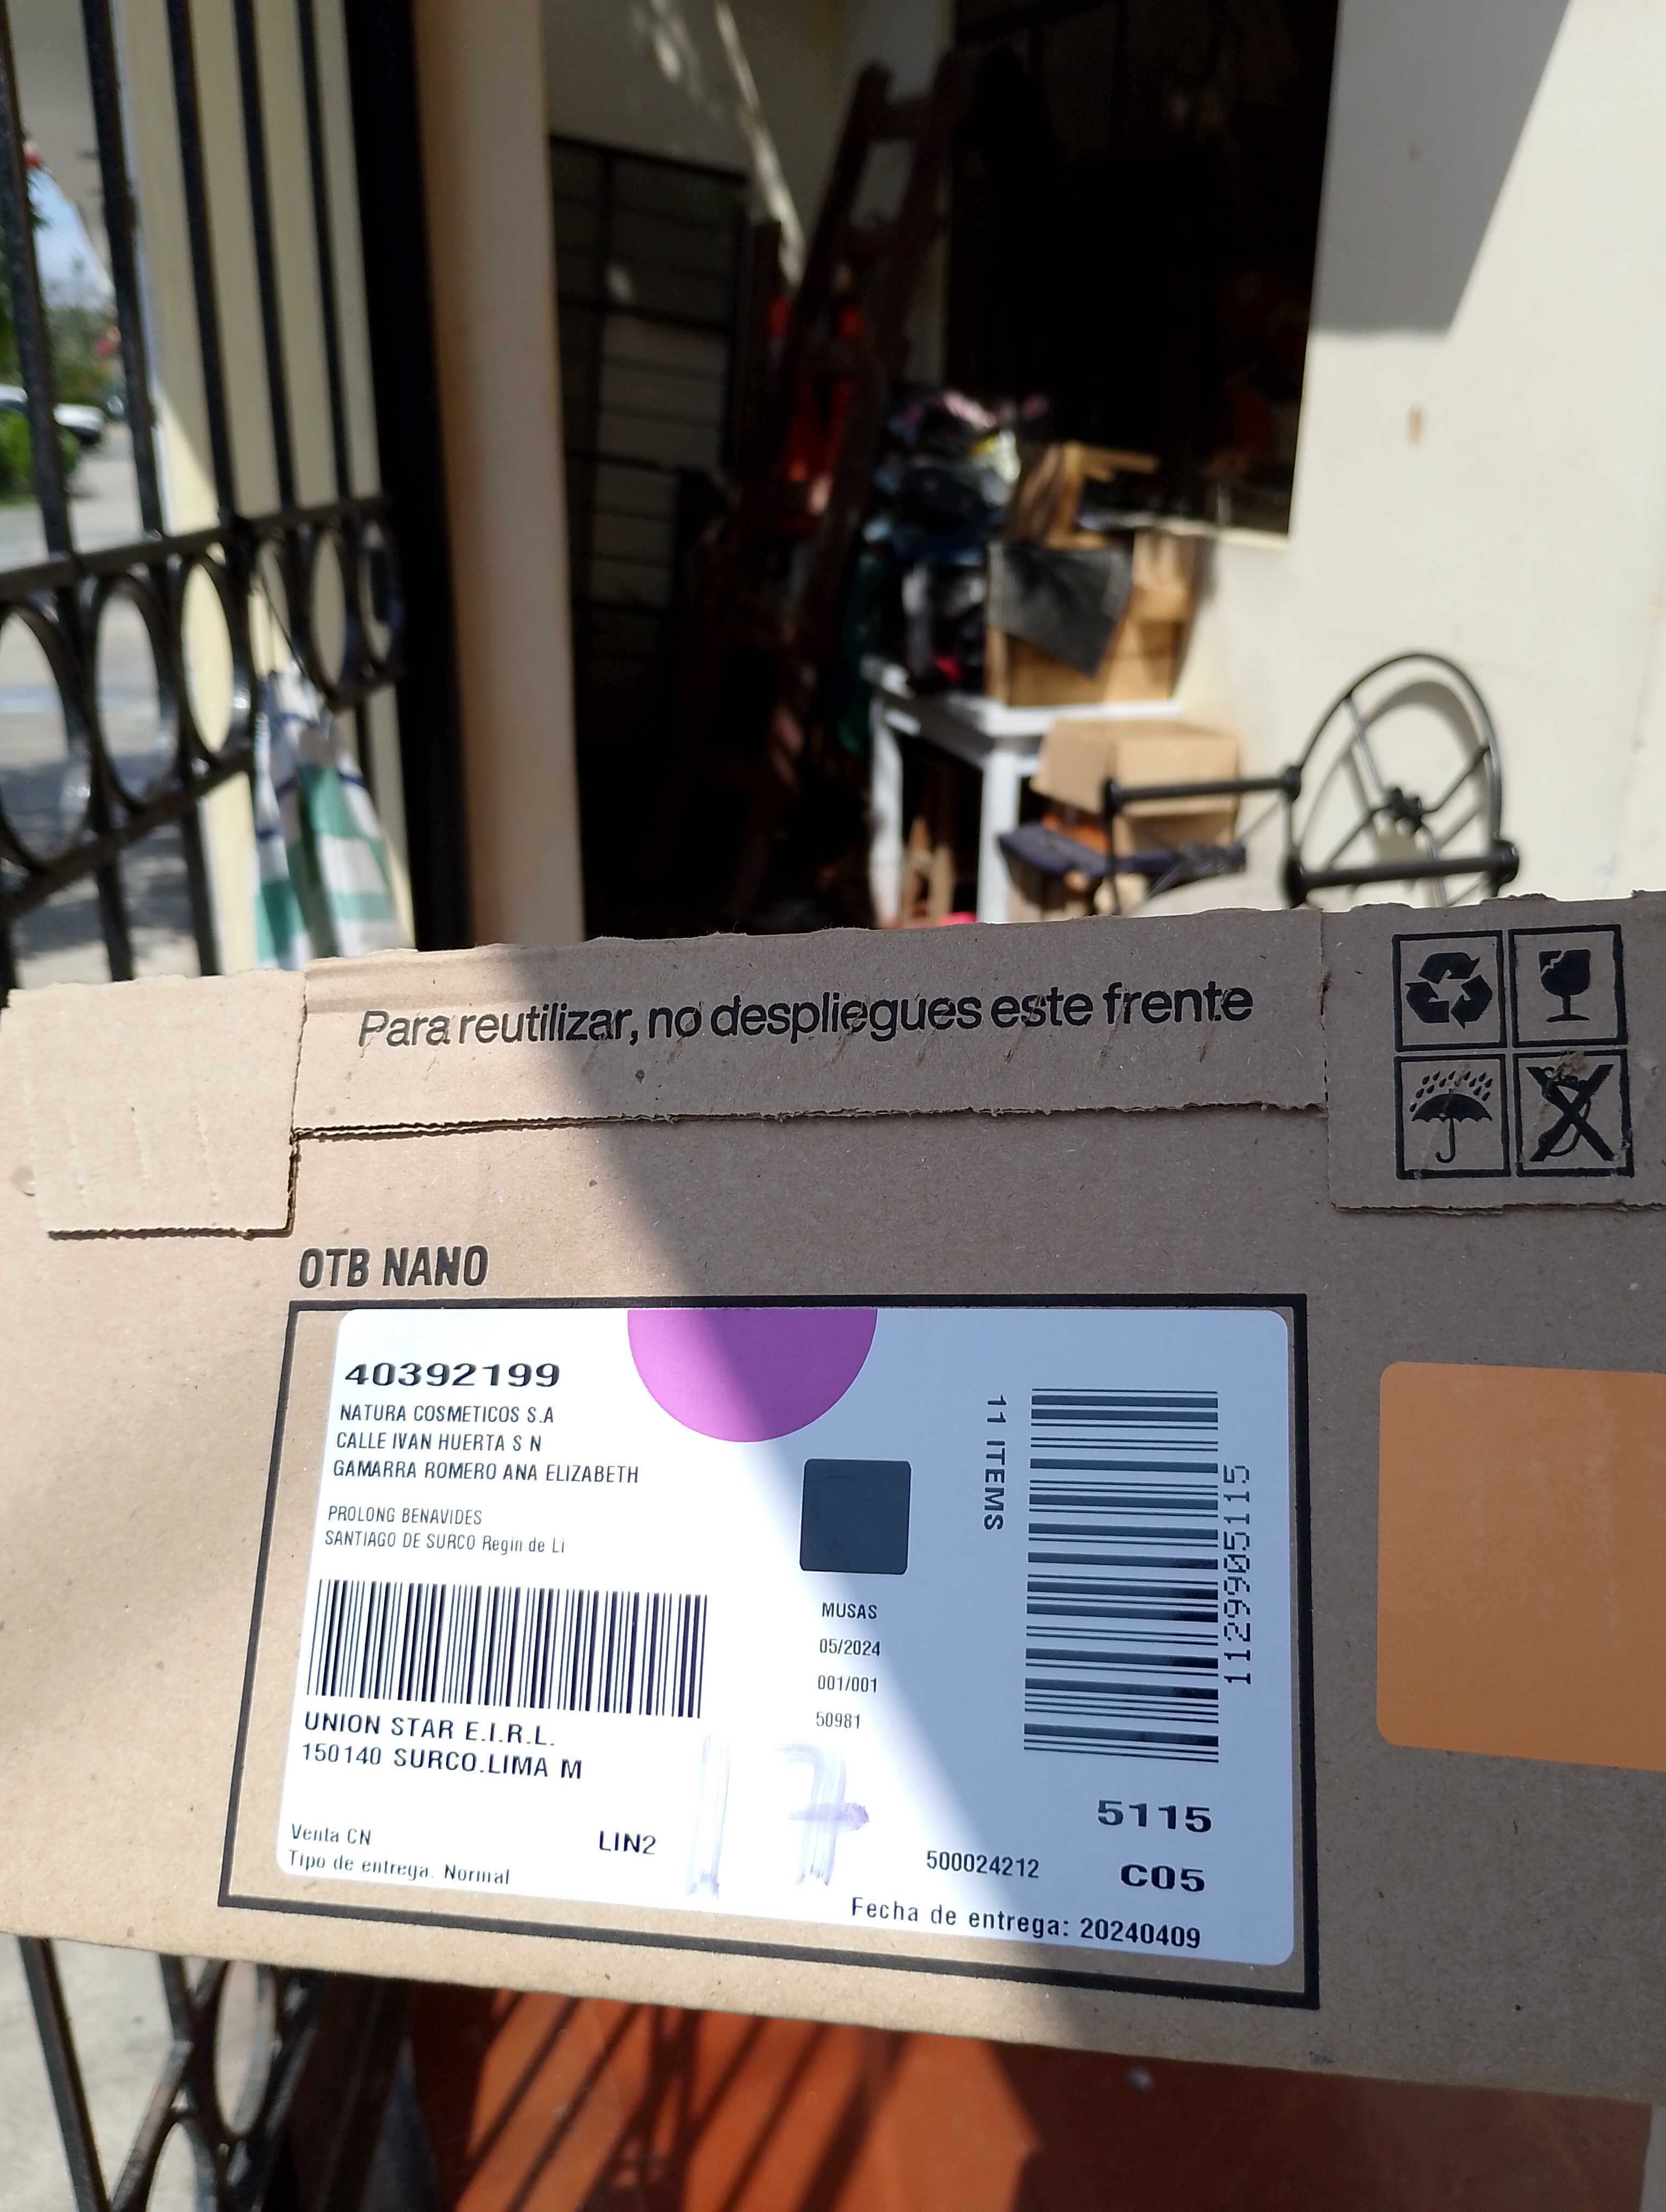 Para reutilizar, no despliegues este frente
OTB NANO
40392199
NATURA COSMETICOS S.A
CALLE IVAN HUERTA S N
GAMARRA ROMERO ANA ELIZABETH
PROLONG BENAVIDES
SANTIAGO DE SURCO Regin de Li
UNION STAR E.I.R.L.
150140 SURCO.LIMA M
Venta CN
Tipo de entrega. Normal
LIN2
MUSAS
05/2024
001/001
50981
17
11 ITEMS
1129905115
5115
500024212
C05
Fecha de entrega: 20240409